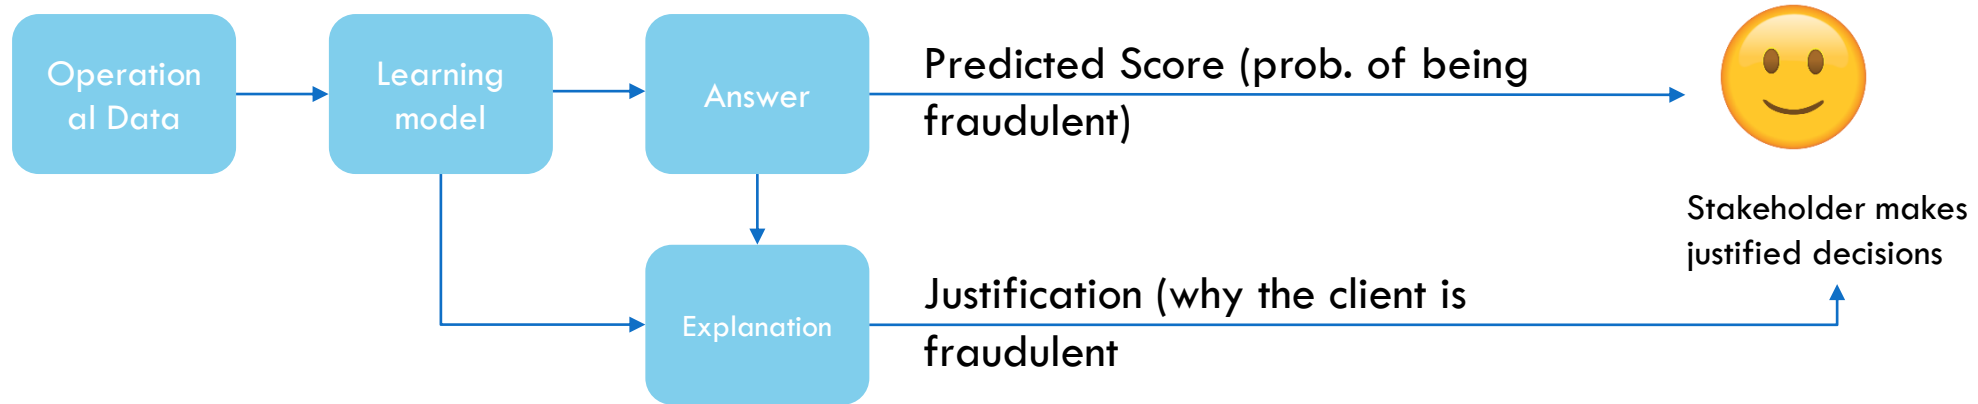 Operation
al Data
Learning
model
Answer
Predicted Score (prob. of being
fraudulent)
Stakeholder makes
justified decisions
Explanation
Justification (why the client is
fraudulent